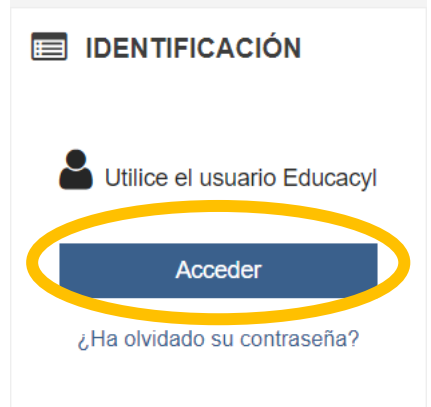 IDENTIFICACIÓN
Utilice el usuario Educacyl
Acceder
¿Ha olvidado su contraseña?